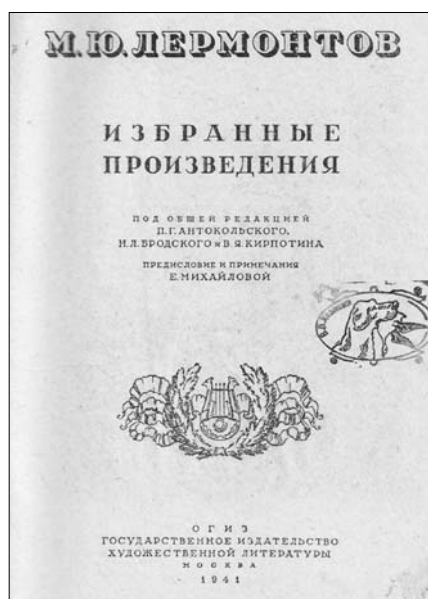 М.Ю.ЛЕРМОНТОВ
ИЗБРАННЫЕ
ПРОИЗВЕДЕНИЯ
ПОД ОБЩЕЙ РЕДАКЦИЕЙ
П.Г.АНТОКОЛЬСКОГО,
Н.Л.БРОДСКОГО и В.Я.КИРПОТИНА
ПРЕДИСЛОВИЕ И ПРИМЕЧАНИЯ
Е.МИХАЙЛОВОЙ
ОГИЗ
ГОСУДАРСТВЕННОЕ ИЗДАТЕЛЬСТВО
ХУДОЖЕСТВЕННОЙ ЛИТЕРАТУРЫ
МОСКВА
1941